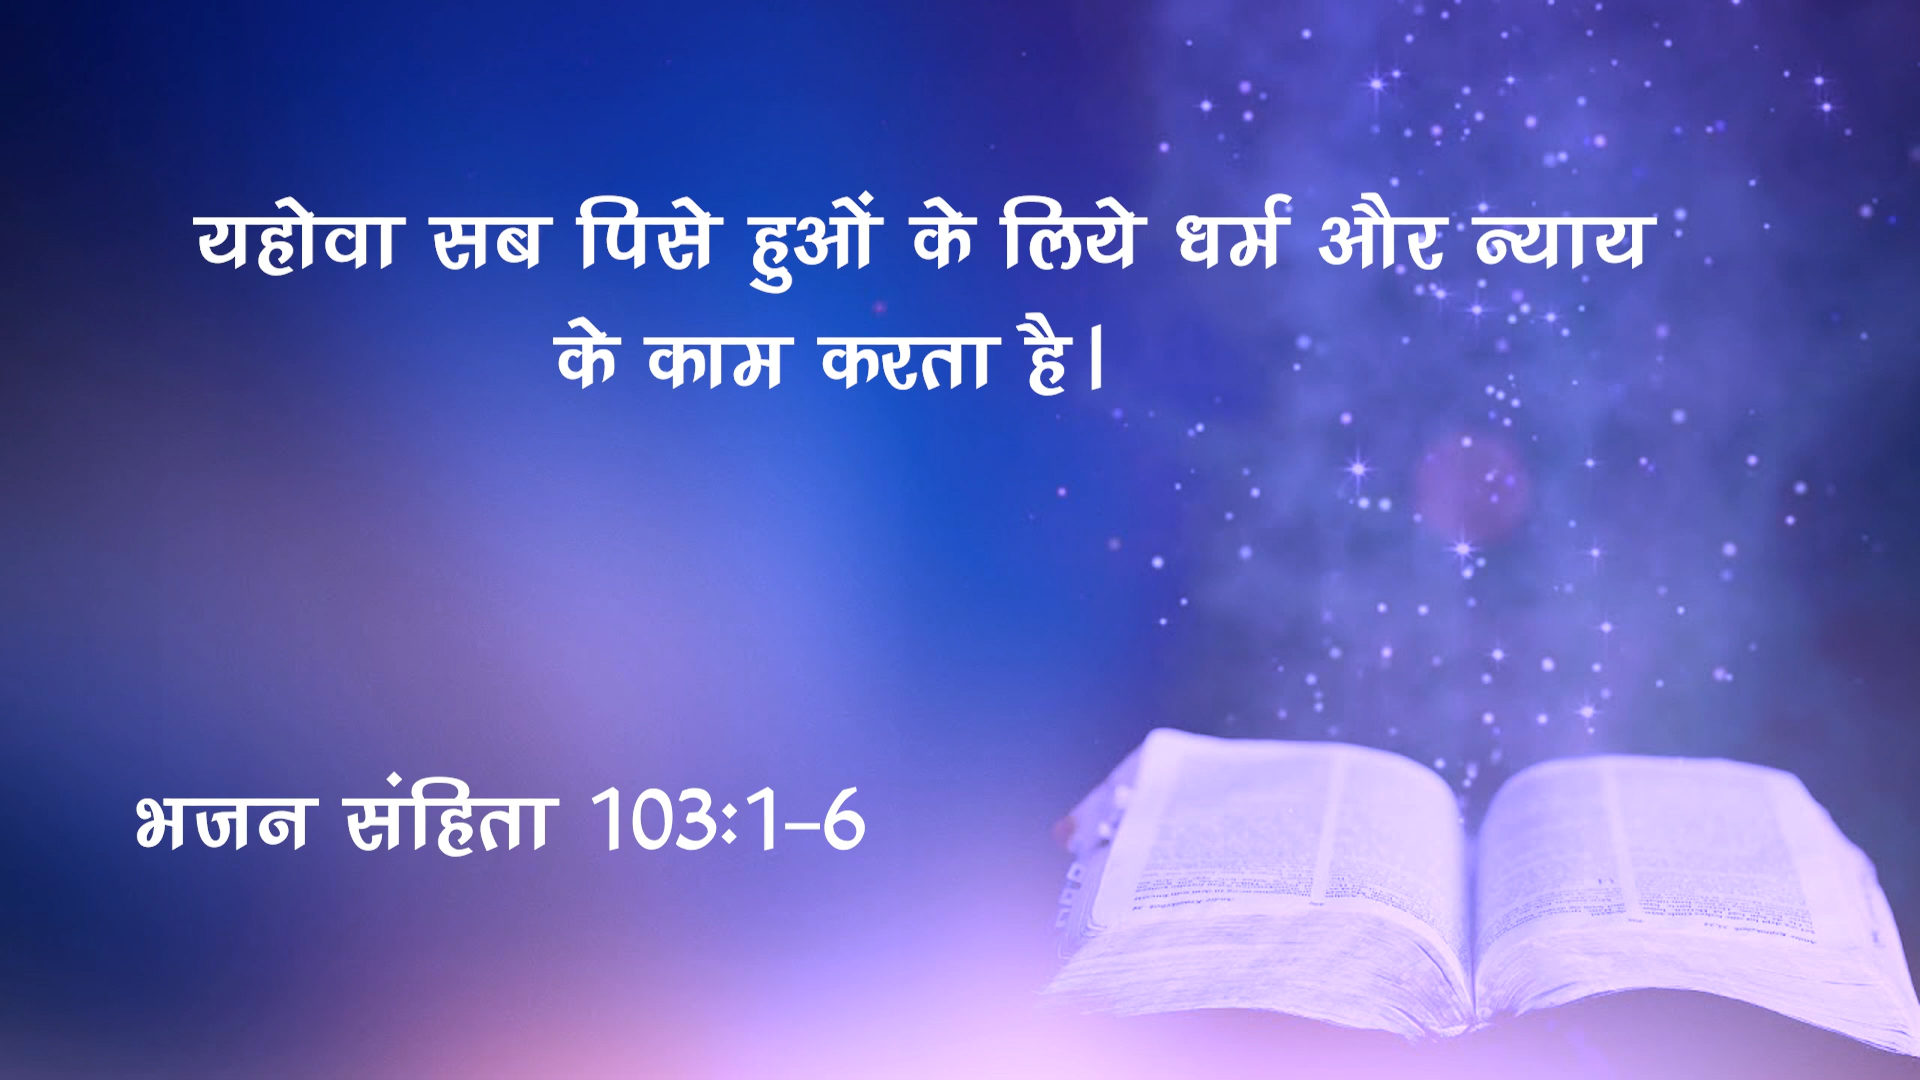 यहोवा सब पिसे हुओं के लिये धर्म और न्याय
के काम करता है।
भजन संहिता 103:1-6